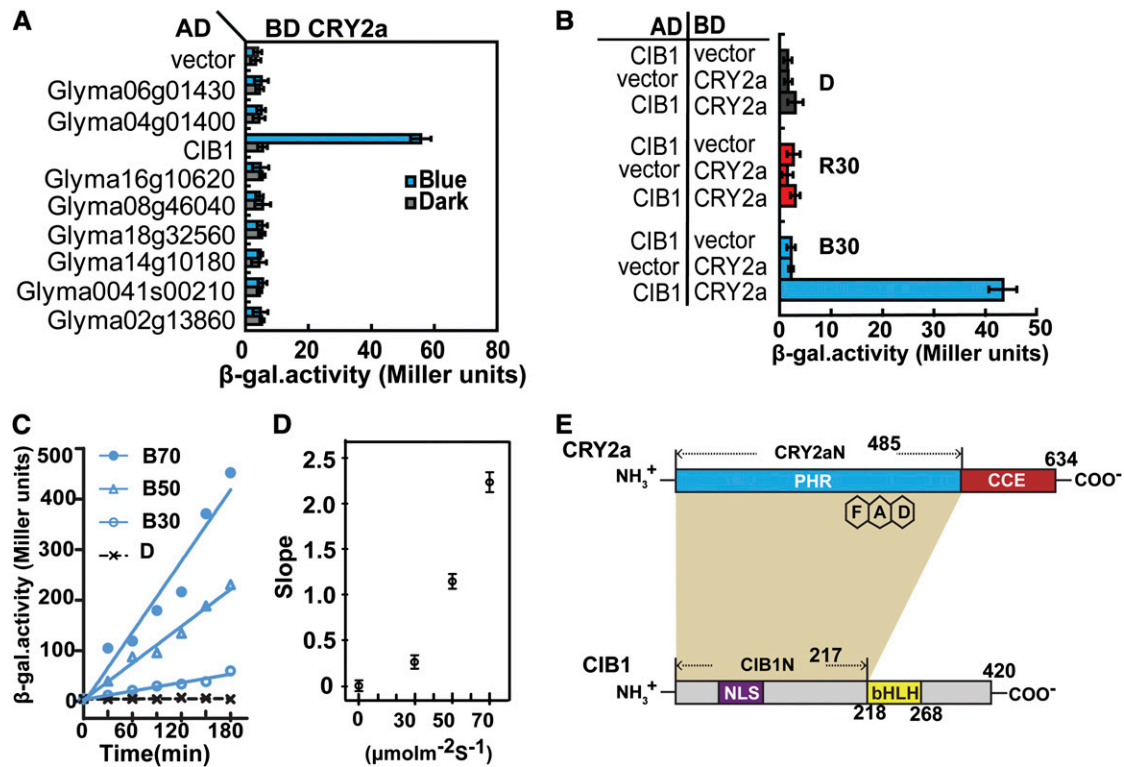 A
AD
BD CRY2a
vector
Glyma06g01430
Glyma04g01400
CIB1
Glyma16g10620
Glyma08g46040
Glyma18g32560
Glyma14g10180
Glyma0041s00210
Glyma02g13860
Blue
Dark
0 20 40 60 80
β-gal.activity (Miller units)
B
AD BD
CIB1 vector
vector CRY2a
CIB1 CRY2a
D
CIB1 vector
vector CRY2a
CIB1 CRY2a
R30
CIB1 vector
vector CRY2a
CIB1 CRY2a
B30
0 10 20 30 40 50
β-gal.activity (Miller units)
C
β-gal.activity (Miller units)
500
400
300
200
100
0
B70
B50
B30
D
0 60 120 180
Time(min)
D
Slope
2.5
2.0
1.5
1.0
0.5
0
0 30 50 70
(µmolm⁻²S⁻¹)
E
CRY2a
CRY2aN
485
634
NH₃⁺
PHR
CCE
COO⁻
F A D
CIB1
CIB1N
217
420
NH₃⁺
NLS
bHLH
COO⁻
218
268